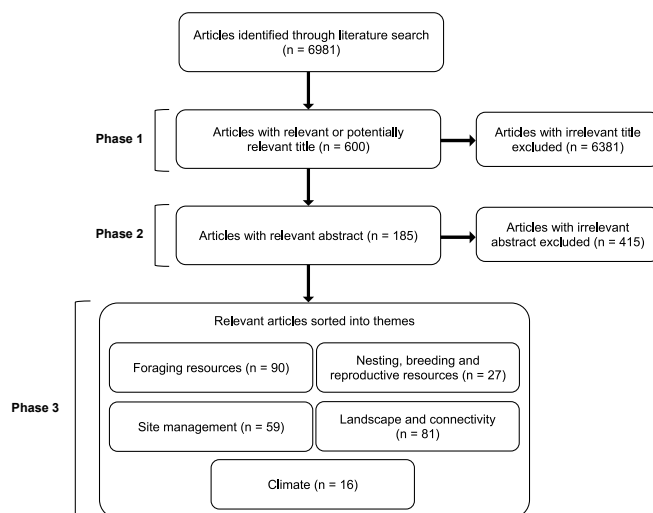 Articles identified through literature search
(n = 6981)
Phase 1
Articles with relevant or potentially
relevant title (n = 600)
Articles with irrelevant title
excluded (n = 6381)
Phase 2
Articles with relevant abstract (n = 185)
Articles with irrelevant
abstract excluded (n = 415)
Phase 3
Relevant articles sorted into themes
Foraging resources (n = 90)
Nesting, breeding and
reproductive resources (n = 27)
Site management (n = 59)
Landscape and connectivity
(n = 81)
Climate (n = 16)